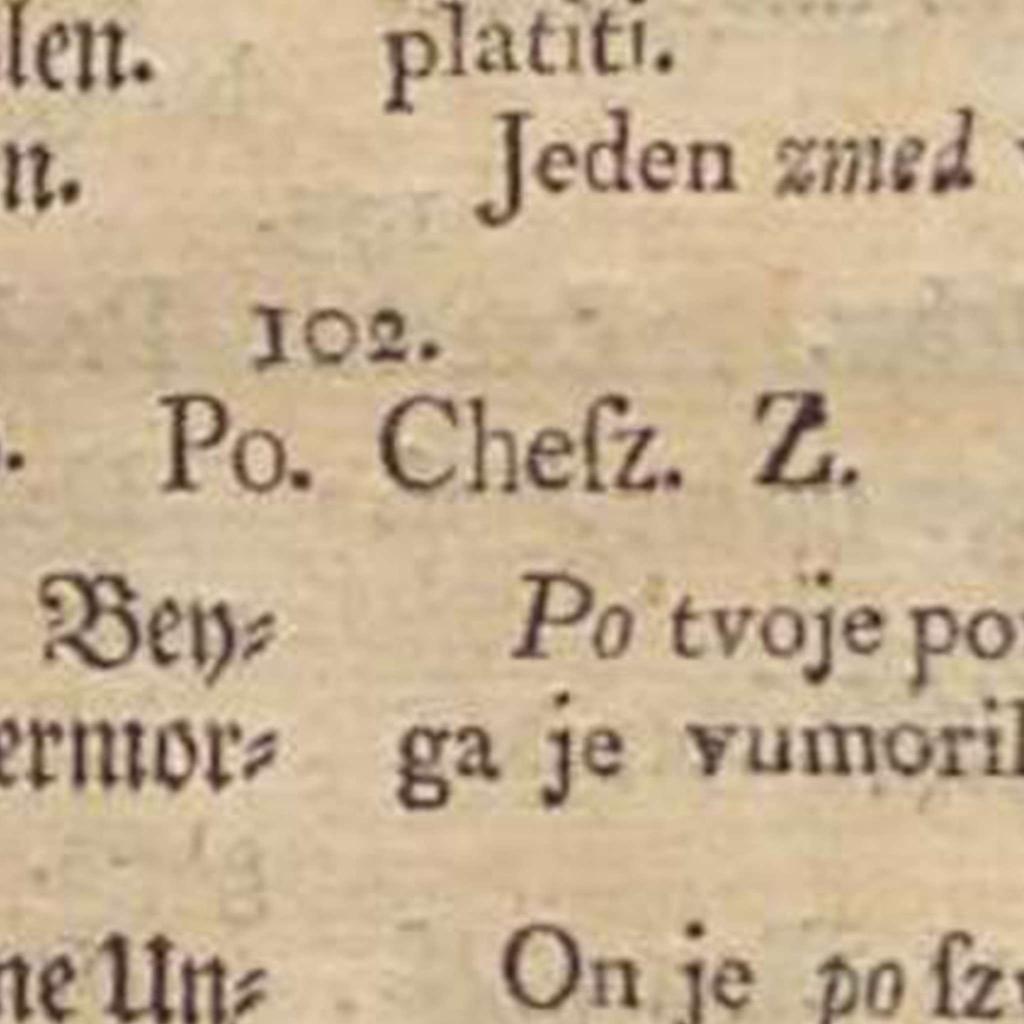 len. platiti.
n. Jeden zmed
102.
Po. Cheſz. Z.
Bey⸗ Po tvoje po
ermor⸗ ga je vumoril
ne Un⸗ On je po ſz